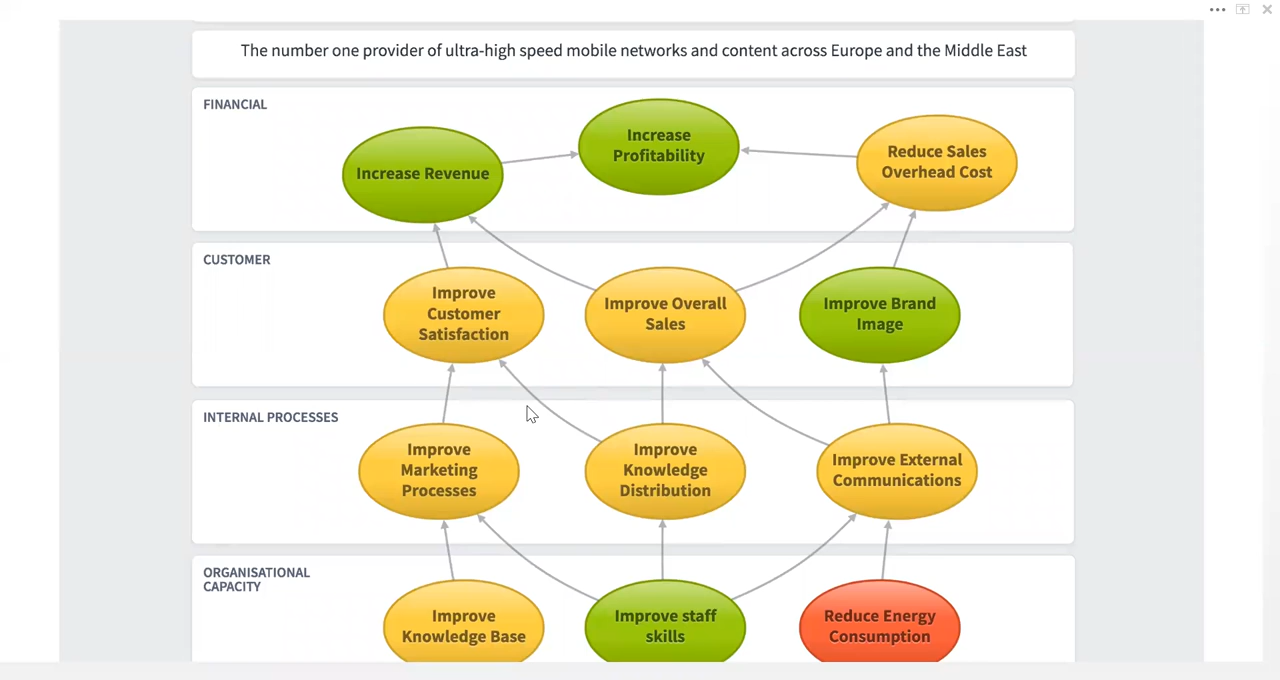 The number one provider of ultra-high speed mobile networks and content across Europe and the Middle East
FINANCIAL
Increase Revenue
Increase
Profitability
Reduce Sales
Overhead Cost
CUSTOMER
Improve
Customer
Satisfaction
Improve Overall
Sales
Improve Brand
Image
INTERNAL PROCESSES
Improve
Marketing
Processes
Improve
Knowledge
Distribution
Improve External
Communications
ORGANISATIONAL
CAPACITY
Improve
Knowledge Base
Improve staff
skills
Reduce Energy
Consumption